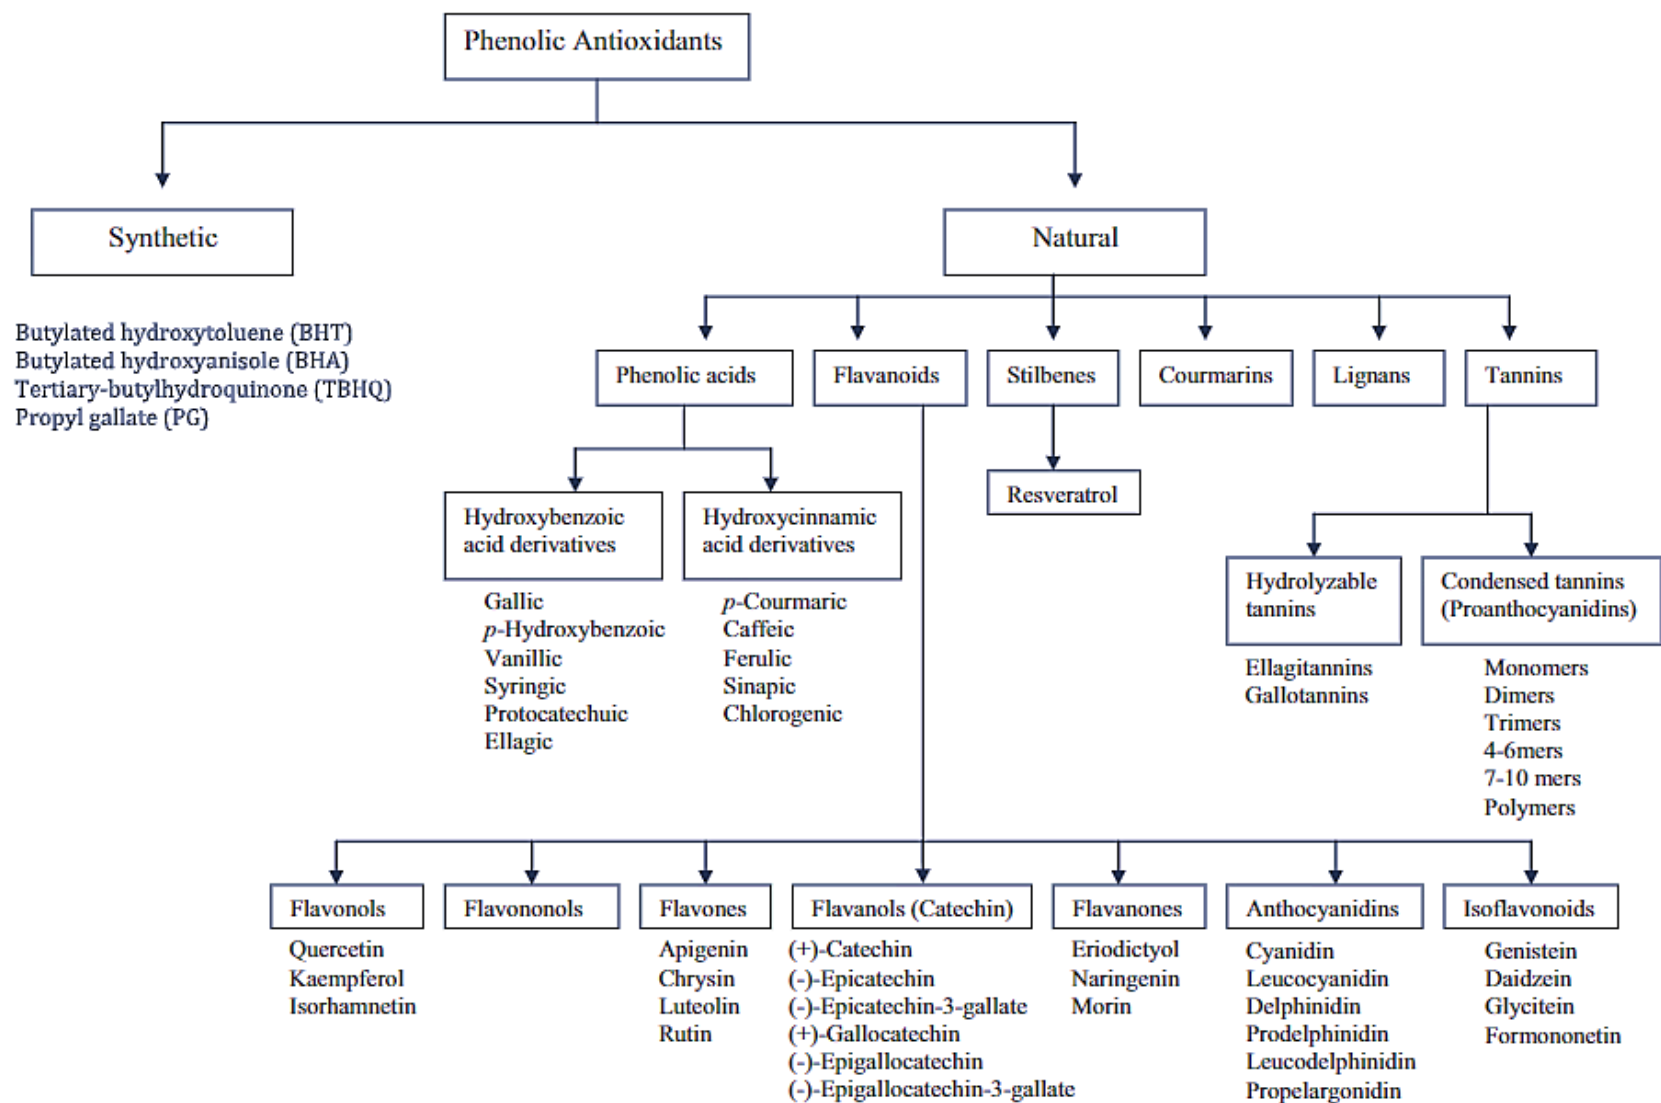 Phenolic Antioxidants
Synthetic
Natural
Butylated hydroxytoluene (BHT)
Butylated hydroxyanisole (BHA)
Tertiary-butylhydroquinone (TBHQ)
Propyl gallate (PG)
Phenolic acids
Flavanoids
Stilbenes
Courmarins
Lignans
Tannins
Resveratrol
Hydroxybenzoic
acid derivatives
Gallic
p-Hydroxybenzoic
Vanillic
Syringic
Protocatechuic
Ellagic
Hydroxycinnamic
acid derivatives
p-Courmaric
Caffeic
Ferulic
Sinapic
Chlorogenic
Hydrolyzable
tannins
Ellagitannins
Gallotannins
Condensed tannins
(Proanthocyanidins)
Monomers
Dimers
Trimers
4-6mers
7-10 mers
Polymers
Flavonols
Quercetin
Kaempferol
Isorhamnetin
Flavononols
Flavones
Apigenin
Chrysin
Luteolin
Rutin
Flavanols (Catechin)
(+)-Catechin
(-)-Epicatechin
(-)-Epicatechin-3-gallate
(+)-Gallocatechin
(-)-Epigallocatechin
(-)-Epigallocatechin-3-gallate
Flavanones
Eriodictyol
Naringenin
Morin
Anthocyanidins
Cyanidin
Leucocyanidin
Delphinidin
Prodelphinidin
Leucodelphinidin
Propelargonidin
Isoflavonoids
Genistein
Daidzein
Glycitein
Formononetin